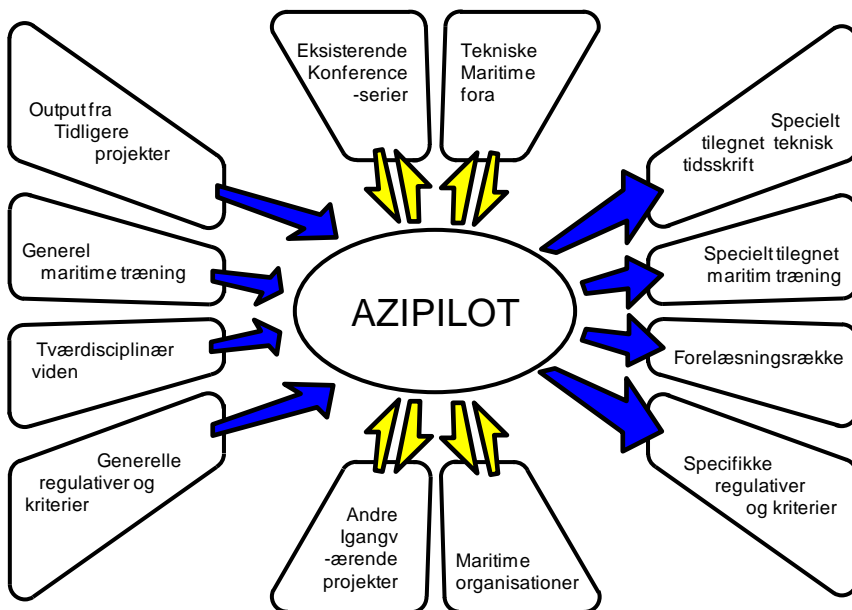 Eksisterende
Konference
-serier
Tekniske
Maritime
fora
Output fra
Tidligere
projekter
Specielt
tilegnet teknisk
tidsskrift
Generel
maritime træning
Specielt tilegnet
maritim træning
AZIPILOT
Tværdisciplinær
viden
Forelæsningsrække
Generelle
regulativer og
kriterier
Specifikke
regulativer
og kriterier
Andre
Igangv
-ærende
projekter
Maritime
organisationer